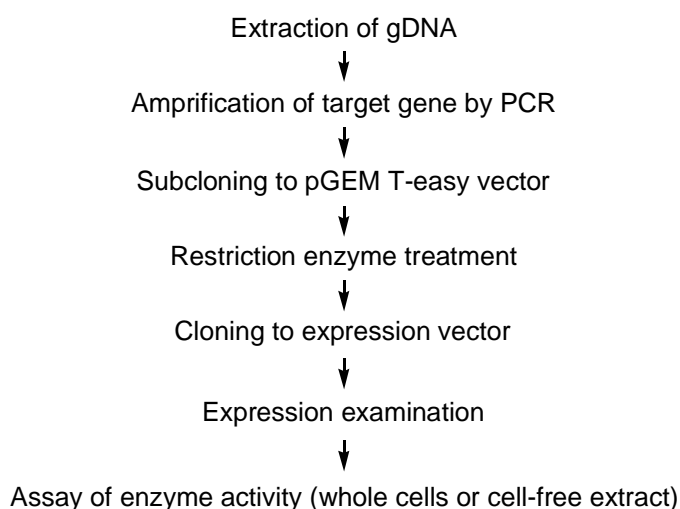 Extraction of gDNA
Amprification of target gene by PCR
Subcloning to pGEM T-easy vector
Restriction enzyme treatment
Cloning to expression vector
Expression examination
Assay of enzyme activity (whole cells or cell-free extract)